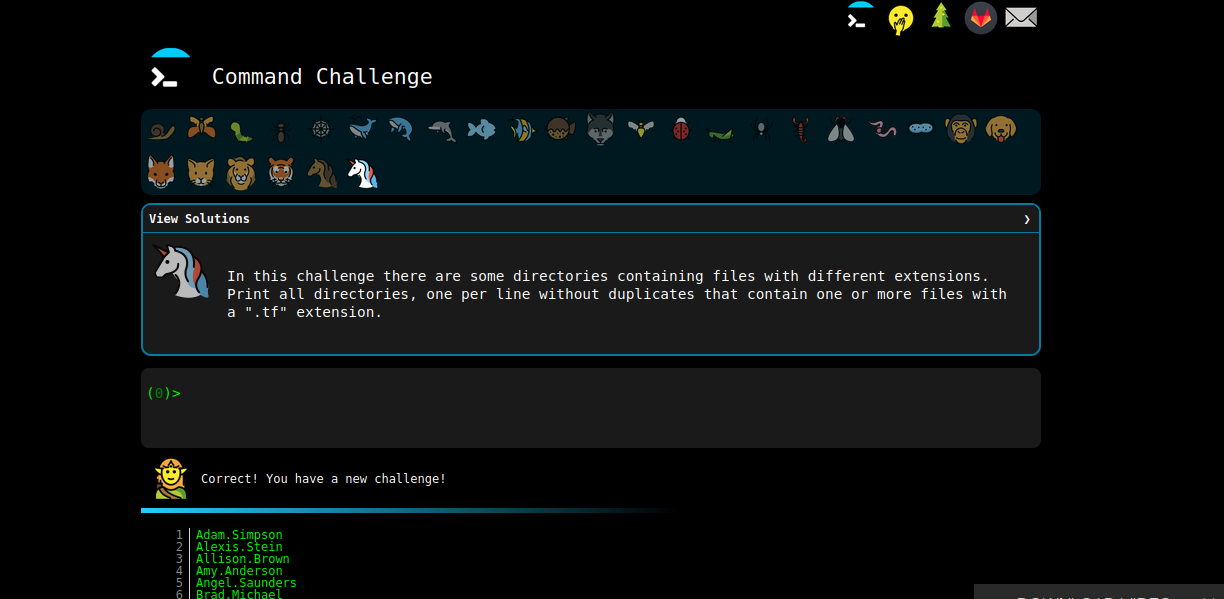 Command Challenge
View Solutions ❯
In this challenge there are some directories containing files with different extensions.
Print all directories, one per line without duplicates that contain one or more files with
a ".tf" extension.
(0)>
Correct! You have a new challenge!
1 Adam.Simpson
2 Alexis.Stein
3 Allison.Brown
4 Amy.Anderson
5 Angel.Saunders
6 Brad.Michael